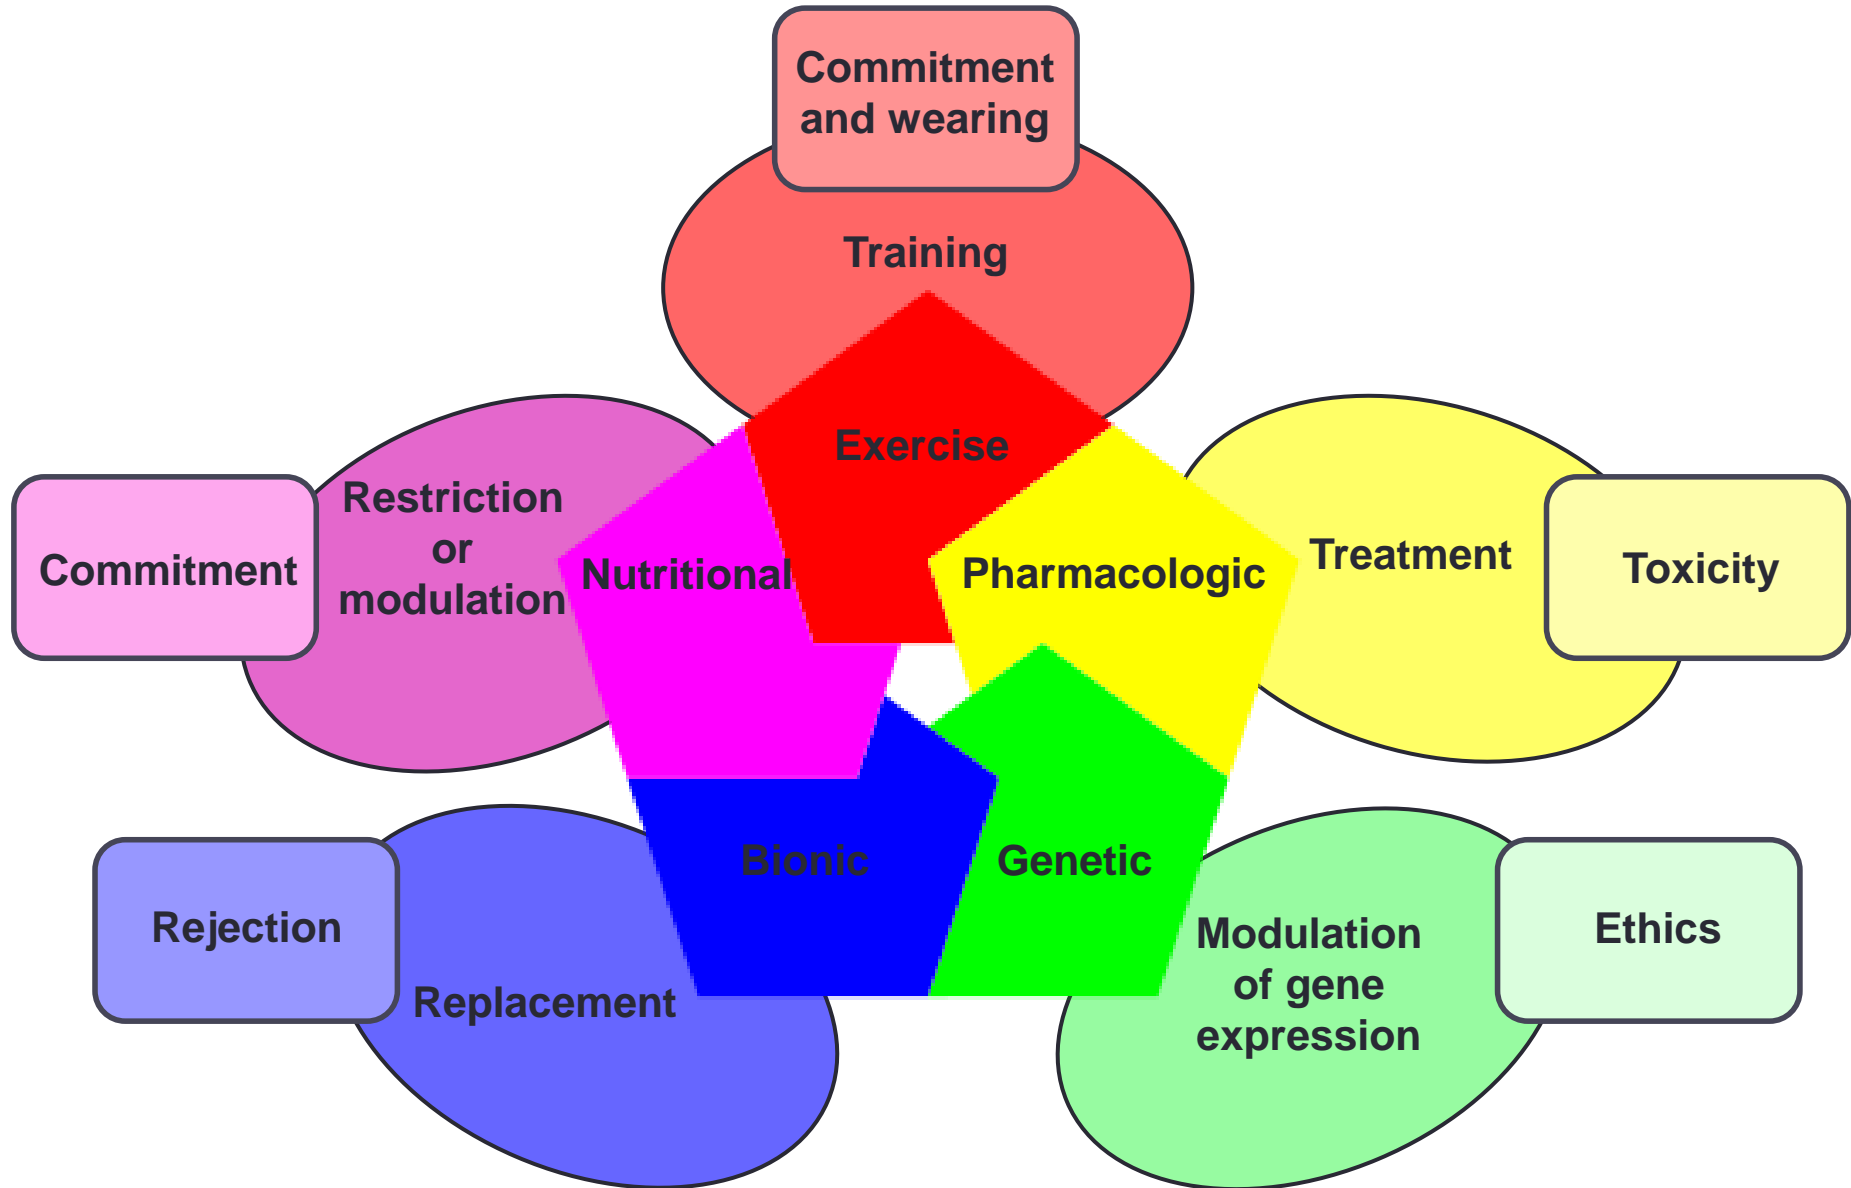 Commitment
and wearing
Training
Exercise
Restriction
or
modulation
Commitment
Nutritional
Pharmacologic
Treatment
Toxicity
Bionic
Genetic
Rejection
Replacement
Modulation
of gene
expression
Ethics